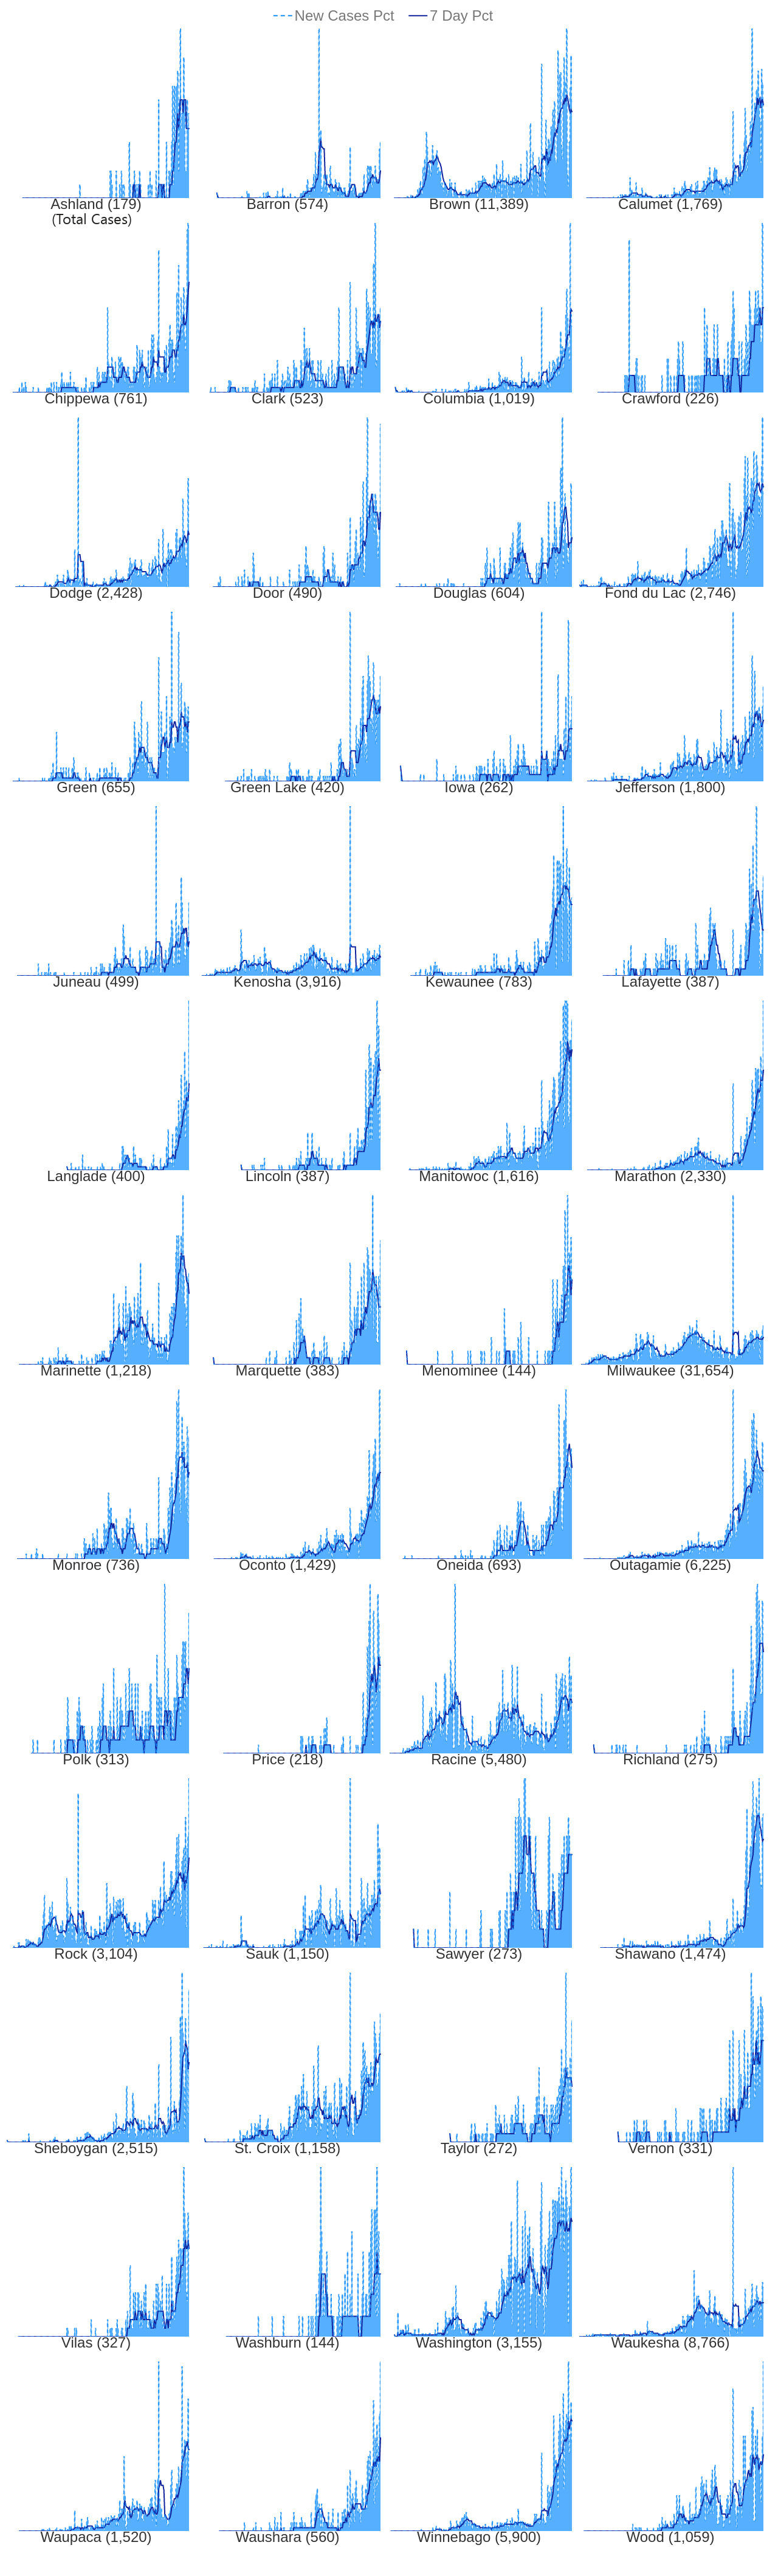 New Cases Pct 7 Day Pct
Ashland (179) Barron (574) Brown (11,389) Calumet (1,769)
(Total Cases)
Chippewa (761) Clark (523) Columbia (1,019) Crawford (226)
Dodge (2,428) Door (490) Douglas (604) Fond du Lac (2,746)
Green (655) Green Lake (420) Iowa (262) Jefferson (1,800)
Juneau (499) Kenosha (3,916) Kewaunee (783) Lafayette (387)
Langlade (400) Lincoln (387) Manitowoc (1,616) Marathon (2,330)
Marinette (1,218) Marquette (383) Menominee (144) Milwaukee (31,654)
Monroe (736) Oconto (1,429) Oneida (693) Outagamie (6,225)
Polk (313) Price (218) Racine (5,480) Richland (275)
Rock (3,104) Sauk (1,150) Sawyer (273) Shawano (1,474)
Sheboygan (2,515) St. Croix (1,158) Taylor (272) Vernon (331)
Vilas (327) Washburn (144) Washington (3,155) Waukesha (8,766)
Waupaca (1,520) Waushara (560) Winnebago (5,900) Wood (1,059)